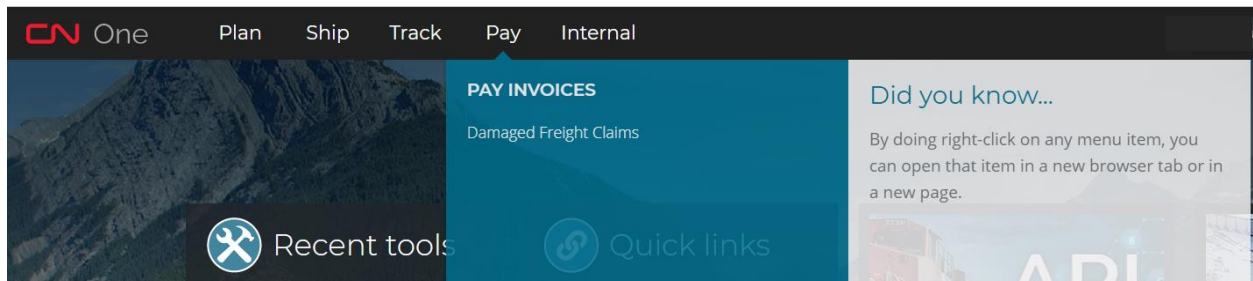 CN One Plan Ship Track Pay Internal
PAY INVOICES
Damaged Freight Claims
Did you know...
By doing right-click on any menu item, you
can open that item in a new browser tab or in
a new page.
Recent tools
Quick links
API